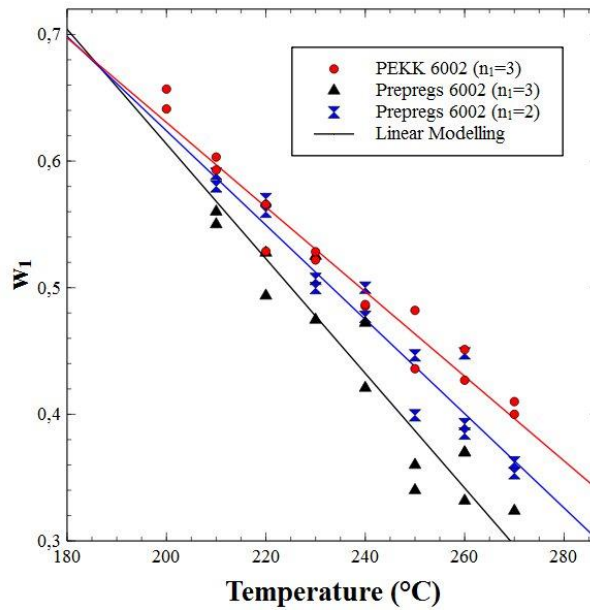 0,7
PEKK 6002 (n₁=3)
Prepregs 6002 (n₁=3)
Prepregs 6002 (n₁=2)
Linear Modelling
0,6
w₁
0,5
0,4
0,3
180 200 220 240 260 280
Temperature (°C)